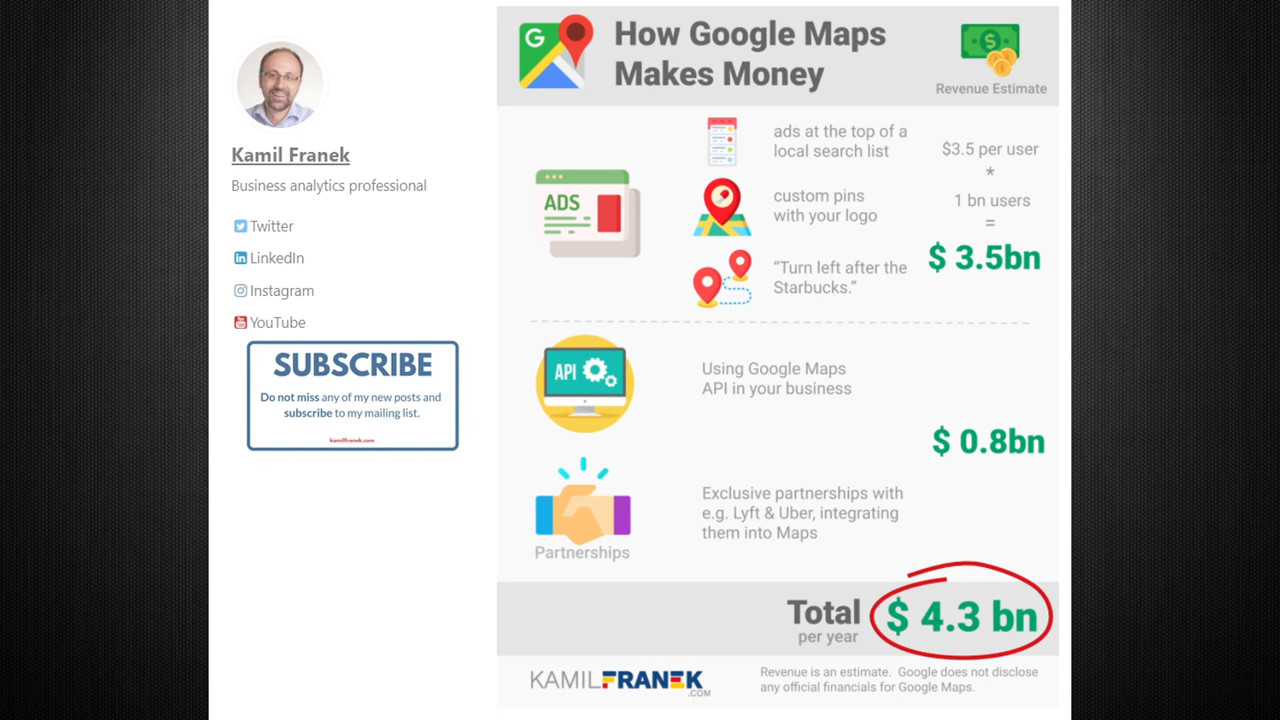 Kamil Franek
Business analytics professional
Twitter
LinkedIn
Instagram
YouTube
SUBSCRIBE
Do not miss any of my new posts and
subscribe to my mailing list.
kamilfranek.com
G
How Google Maps
Makes Money
Revenue Estimate
ADS
ads at the top of a
local search list
custom pins
with your logo
“Turn left after the
Starbucks.”
$3.5 per user
*
1 bn users
=
$ 3.5bn
API
Using Google Maps
API in your business
$ 0.8bn
Partnerships
Exclusive partnerships with
e.g. Lyft & Uber, integrating
them into Maps
Total
per year
$ 4.3 bn
KAMILFRANEK
.COM
Revenue is an estimate. Google does not disclose
any official financials for Google Maps.